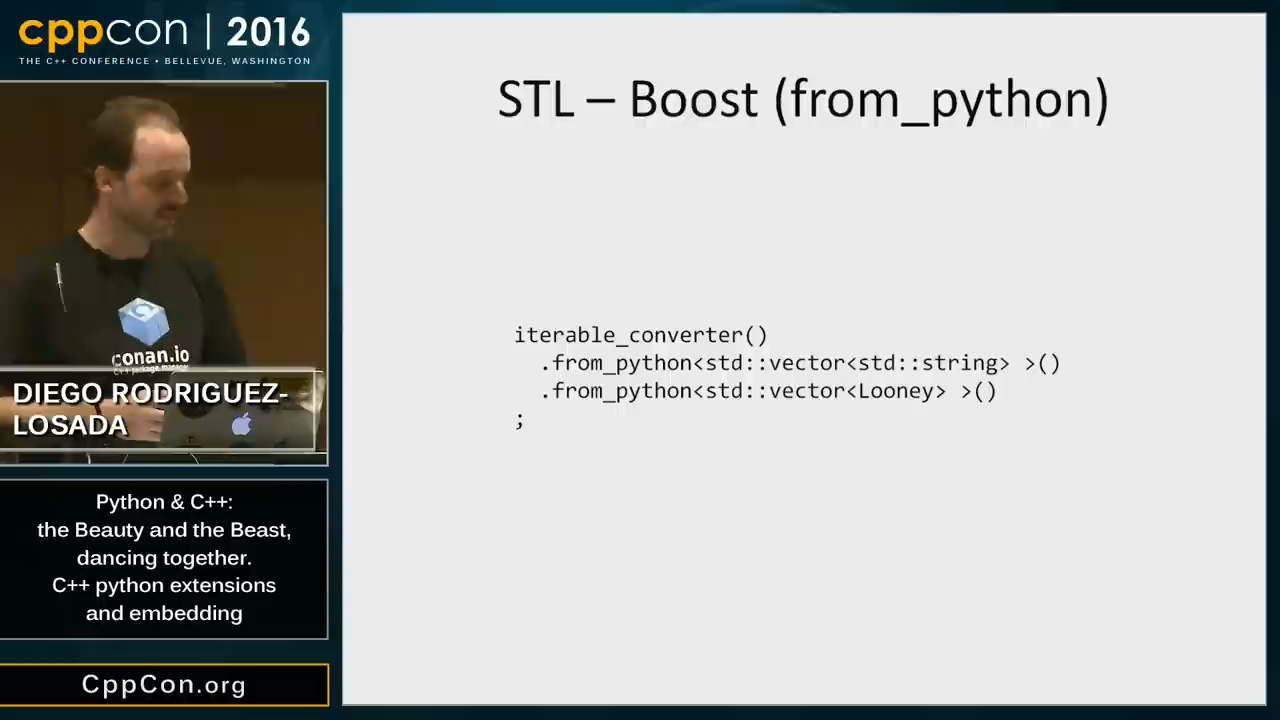 cppcon | 2016
THE C++ CONFERENCE • BELLEVUE, WASHINGTON
STL – Boost (from_python)
iterable_converter()
.from_python<std::vector<std::string> >()
.from_python<std::vector<Looney> >()
;
conan.io
C++ package manager
DIEGO RODRIGUEZ-
LOSADA
Python & C++:
the Beauty and the Beast,
dancing together.
C++ python extensions
and embedding
CppCon.org